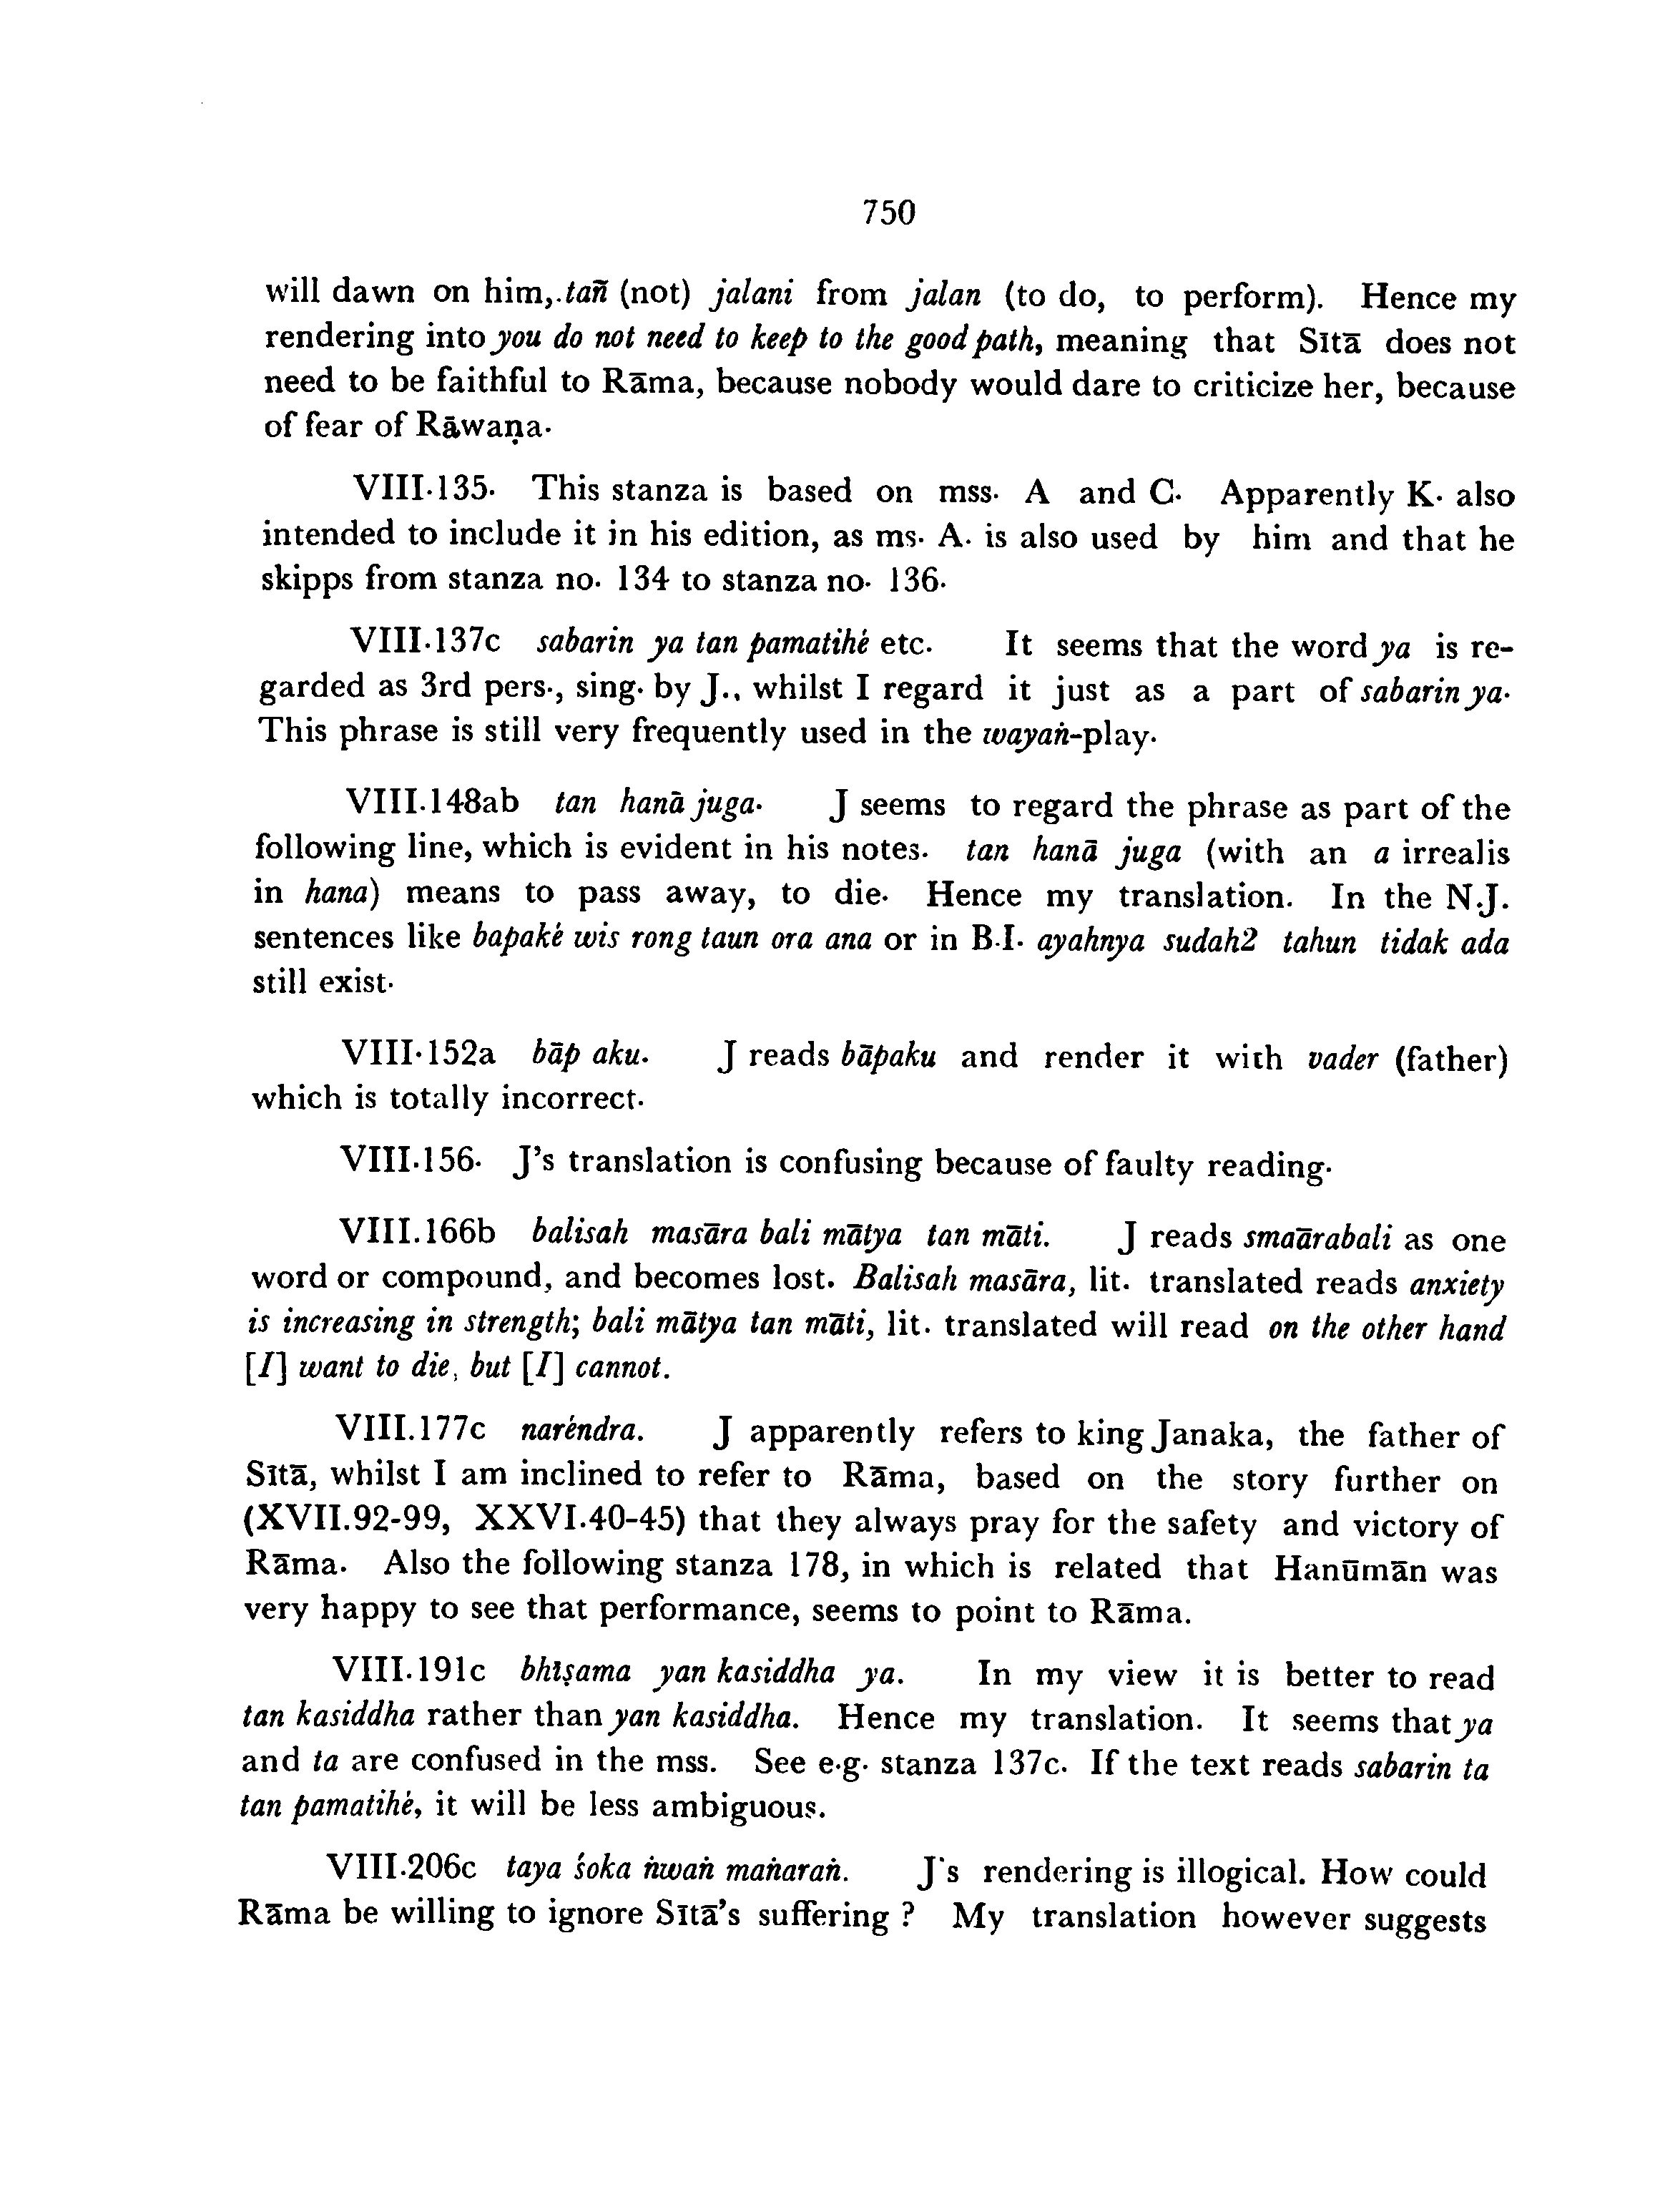 750
will dawn on him,.tañ (not) jalani from jalan (to do, to perform). Hence my
rendering into you do not need to keep to the good path, meaning that Sītā does not
need to be faithful to Rāma, because nobody would dare to criticize her, because
of fear of Rāwaṇa.
VIII.135. This stanza is based on mss. A and C. Apparently K. also
intended to include it in his edition, as ms. A. is also used by him and that he
skipps from stanza no. 134 to stanza no. 136.
VIII.137c sabarin ya tan pamatihė etc. It seems that the word ya is re-
garded as 3rd pers., sing. by J., whilst I regard it just as a part of sabarin ya.
This phrase is still very frequently used in the wayaṅ-play.
VIII.148ab tan hanā juga. J seems to regard the phrase as part of the
following line, which is evident in his notes. tan hanā juga (with an a irrealis
in hana) means to pass away, to die. Hence my translation. In the N.J.
sentences like bapakė wis rong taun ora ana or in B.I. ayahnya sudah2 tahun tidak ada
still exist.
VIII.152a bāp aku. J reads bāpaku and render it with vader (father)
which is totally incorrect.
VIII.156. J's translation is confusing because of faulty reading.
VIII.166b balisah masāra bali mātya tan māti. J reads smaārabali as one
word or compound, and becomes lost. Balisah masāra, lit. translated reads anxiety
is increasing in strength; bali mātya tan māti, lit. translated will read on the other hand
[I] want to die, but [I] cannot.
VIII.177c narėndra. J apparently refers to king Janaka, the father of
Sītā, whilst I am inclined to refer to Rāma, based on the story further on
(XVII.92-99, XXVI.40-45) that they always pray for the safety and victory of
Rāma. Also the following stanza 178, in which is related that Hanūmān was
very happy to see that performance, seems to point to Rāma.
VIII.191c bhīṣama yan kasiddha ya. In my view it is better to read
tan kasiddha rather than yan kasiddha. Hence my translation. It seems that ya
and ta are confused in the mss. See e.g. stanza 137c. If the text reads sabarin ta
tan pamatihė, it will be less ambiguous.
VIII.206c taya śoka ṅwaṅ maṅaraṅ. J's rendering is illogical. How could
Rāma be willing to ignore Sītā's suffering ? My translation however suggests